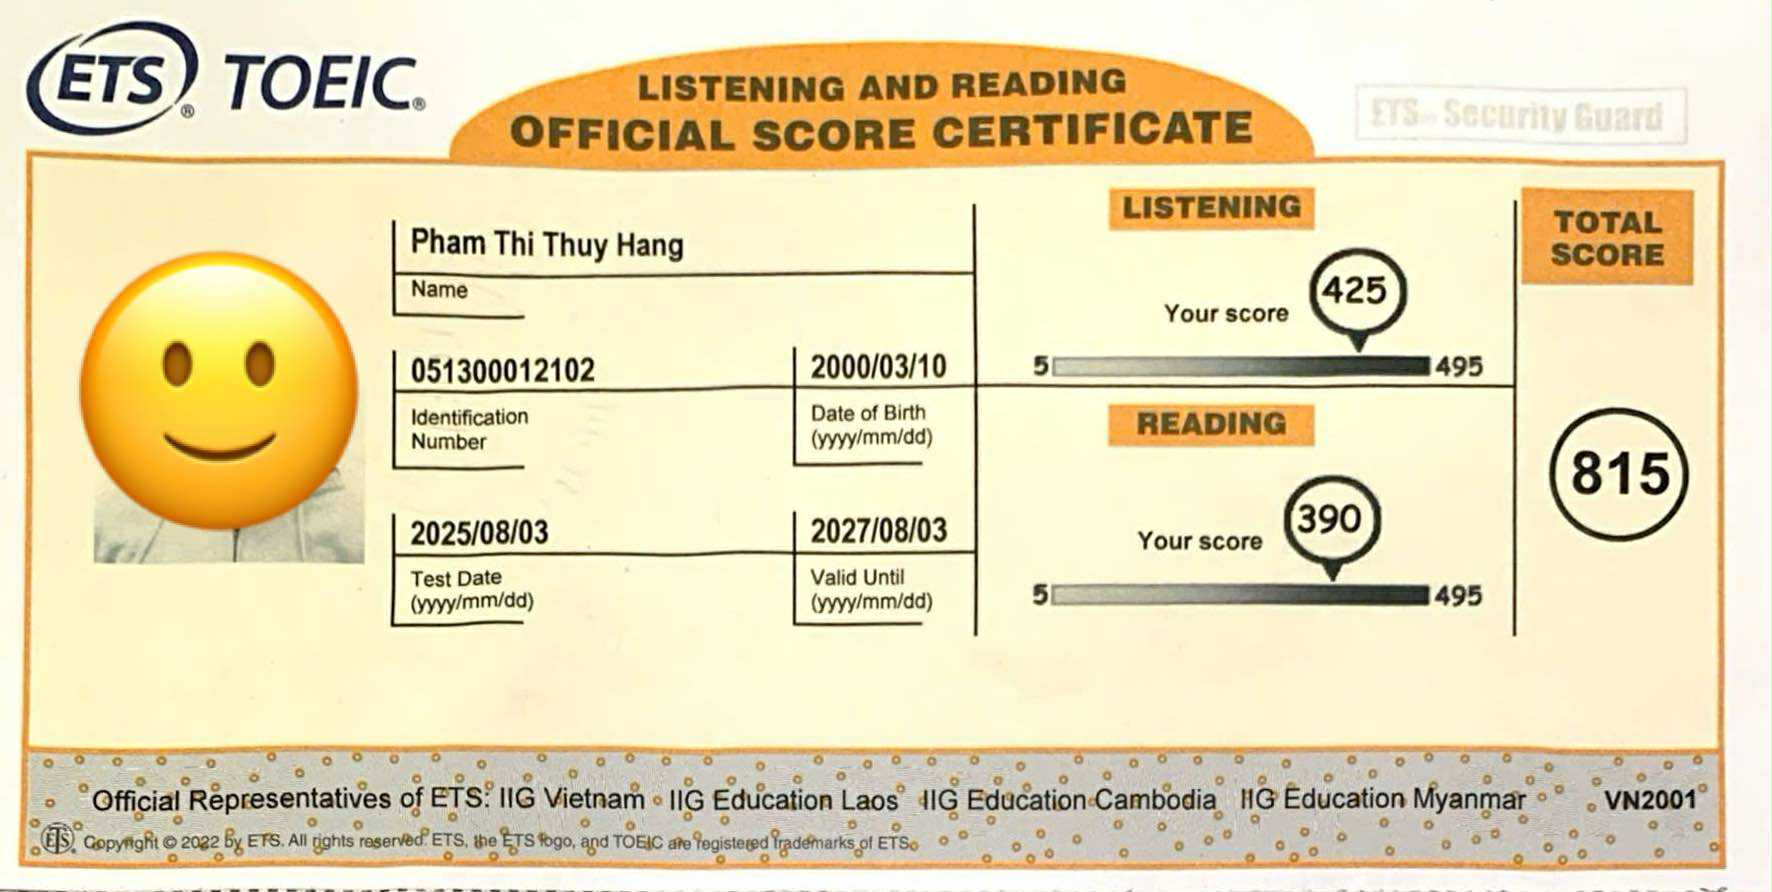 ETS® TOEIC®
LISTENING AND READING
OFFICIAL SCORE CERTIFICATE
ETS - Security Guard
Pham Thi Thuy Hang
Name
051300012102
Identification
Number
2000/03/10
Date of Birth
(yyyy/mm/dd)
2025/08/03
Test Date
(yyyy/mm/dd)
2027/08/03
Valid Until
(yyyy/mm/dd)
LISTENING
Your score 425
5 495
READING
Your score 390
5 495
TOTAL
SCORE
815
Official Representatives of ETS: IIG Vietnam • IIG Education Laos IIG Education Cambodia IIG Education Myanmar VN2001
ETS® Copyright © 2022 by ETS. All rights reserved. ETS, the ETS logo, and TOEIC are registered trademarks of ETS.